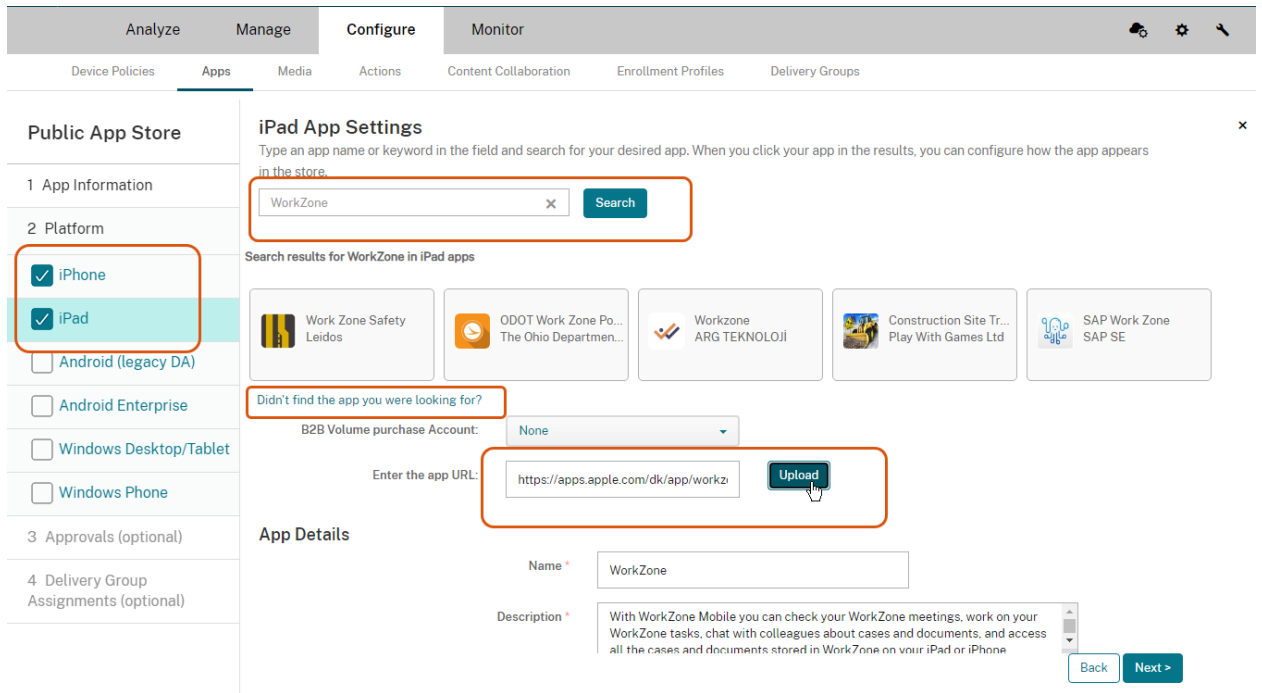 Analyze Manage Configure Monitor
Device Policies Apps Media Actions Content Collaboration Enrollment Profiles Delivery Groups
Public App Store
1 App Information
2 Platform
iPhone
iPad
Android (legacy DA)
Android Enterprise
Windows Desktop/Tablet
Windows Phone
3 Approvals (optional)
4 Delivery Group
Assignments (optional)
iPad App Settings
Type an app name or keyword in the field and search for your desired app. When you click your app in the results, you can configure how the app appears
in the store.
WorkZone Search
Search results for WorkZone in iPad apps
Work Zone Safety
Leidos
ODOT Work Zone Po...
The Ohio Departmen...
Workzone
ARG TEKNOLOJİ
Construction Site Tr...
Play With Games Ltd
SAP Work Zone
SAP SE
Didn't find the app you were looking for?
B2B Volume purchase Account: None
Enter the app URL: https://apps.apple.com/dk/app/workz Upload
App Details
Name * WorkZone
Description * With WorkZone Mobile you can check your WorkZone meetings, work on your
WorkZone tasks, chat with colleagues about cases and documents, and access
all the cases and documents stored in WorkZone on your iPad or iPhone
Back Next >